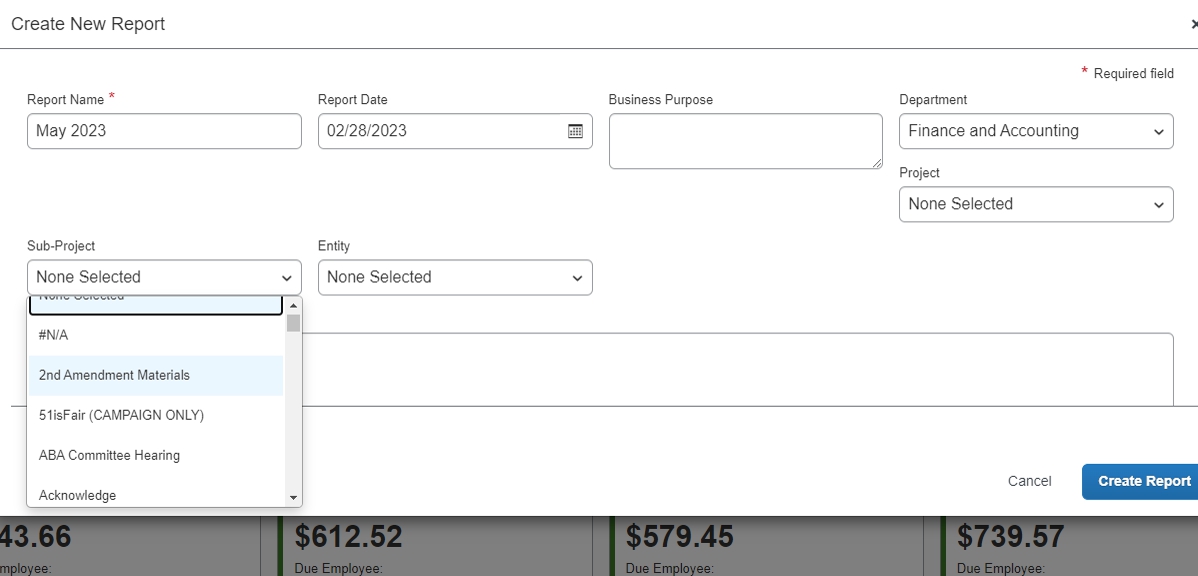 Create New Report
* Required field
Report Name *
Report Date
Business Purpose
Department
May 2023
02/28/2023
Finance and Accounting
Project
None Selected
Sub-Project
Entity
None Selected
None Selected
None Selected
#N/A
2nd Amendment Materials
51isFair (CAMPAIGN ONLY)
ABA Committee Hearing
Acknowledge
Cancel
Create Report
43.66
$612.52
$579.45
$739.57
mployee:
Due Employee:
Due Employee:
Due Employee: